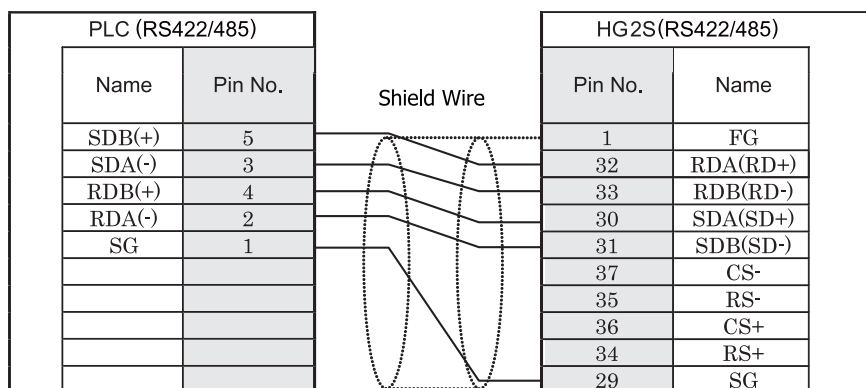 PLC (RS422/485) HG2S(RS422/485)
Name Pin No. Shield Wire Pin No. Name
SDB(+) 5 1 FG
SDA(-) 3 32 RDA(RD+)
RDB(+) 4 33 RDB(RD-)
RDA(-) 2 30 SDA(SD+)
SG 1 31 SDB(SD-)
37 CS-
35 RS-
36 CS+
34 RS+
29 SG